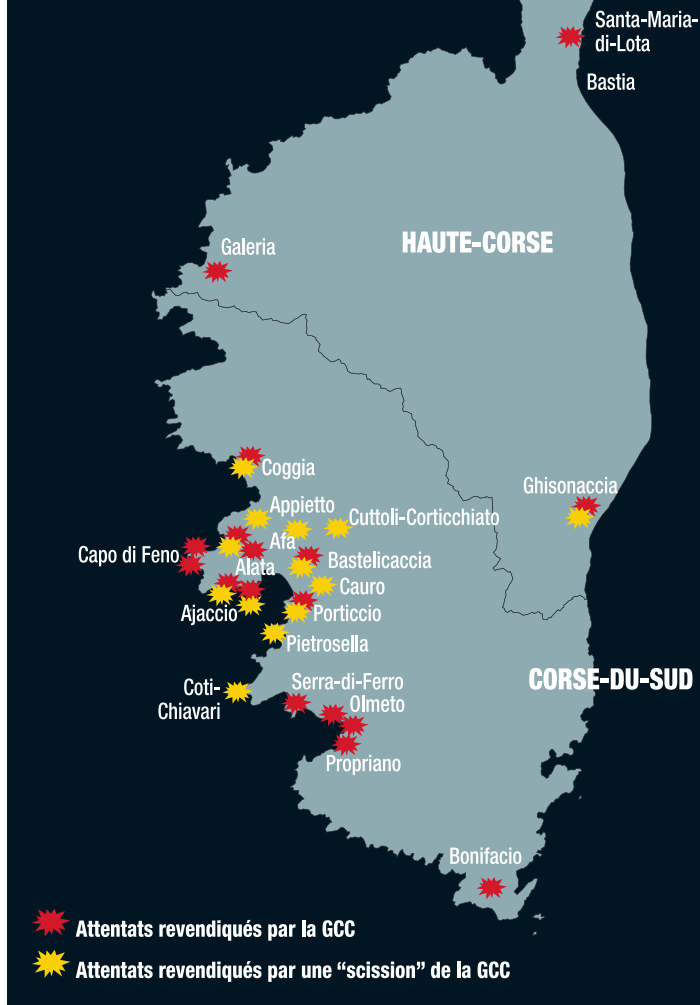 Santa-Maria-
di-Lota
Bastia
HAUTE-CORSE
Galeria
Coggia
Ghisonaccia
Appietto
Cuttoli-Corticchiato
Afa
Capo di Feno
Bastelicaccia
Alata
Cauro
Ajaccio
Porticcio
Pietrosella
Serra-di-Ferro
CORSE-DU-SUD
Coti-
Chiavari
Olmeto
Propriano
Bonifacio
Attentats revendiqués par la GCC
Attentats revendiqués par une “scission” de la GCC